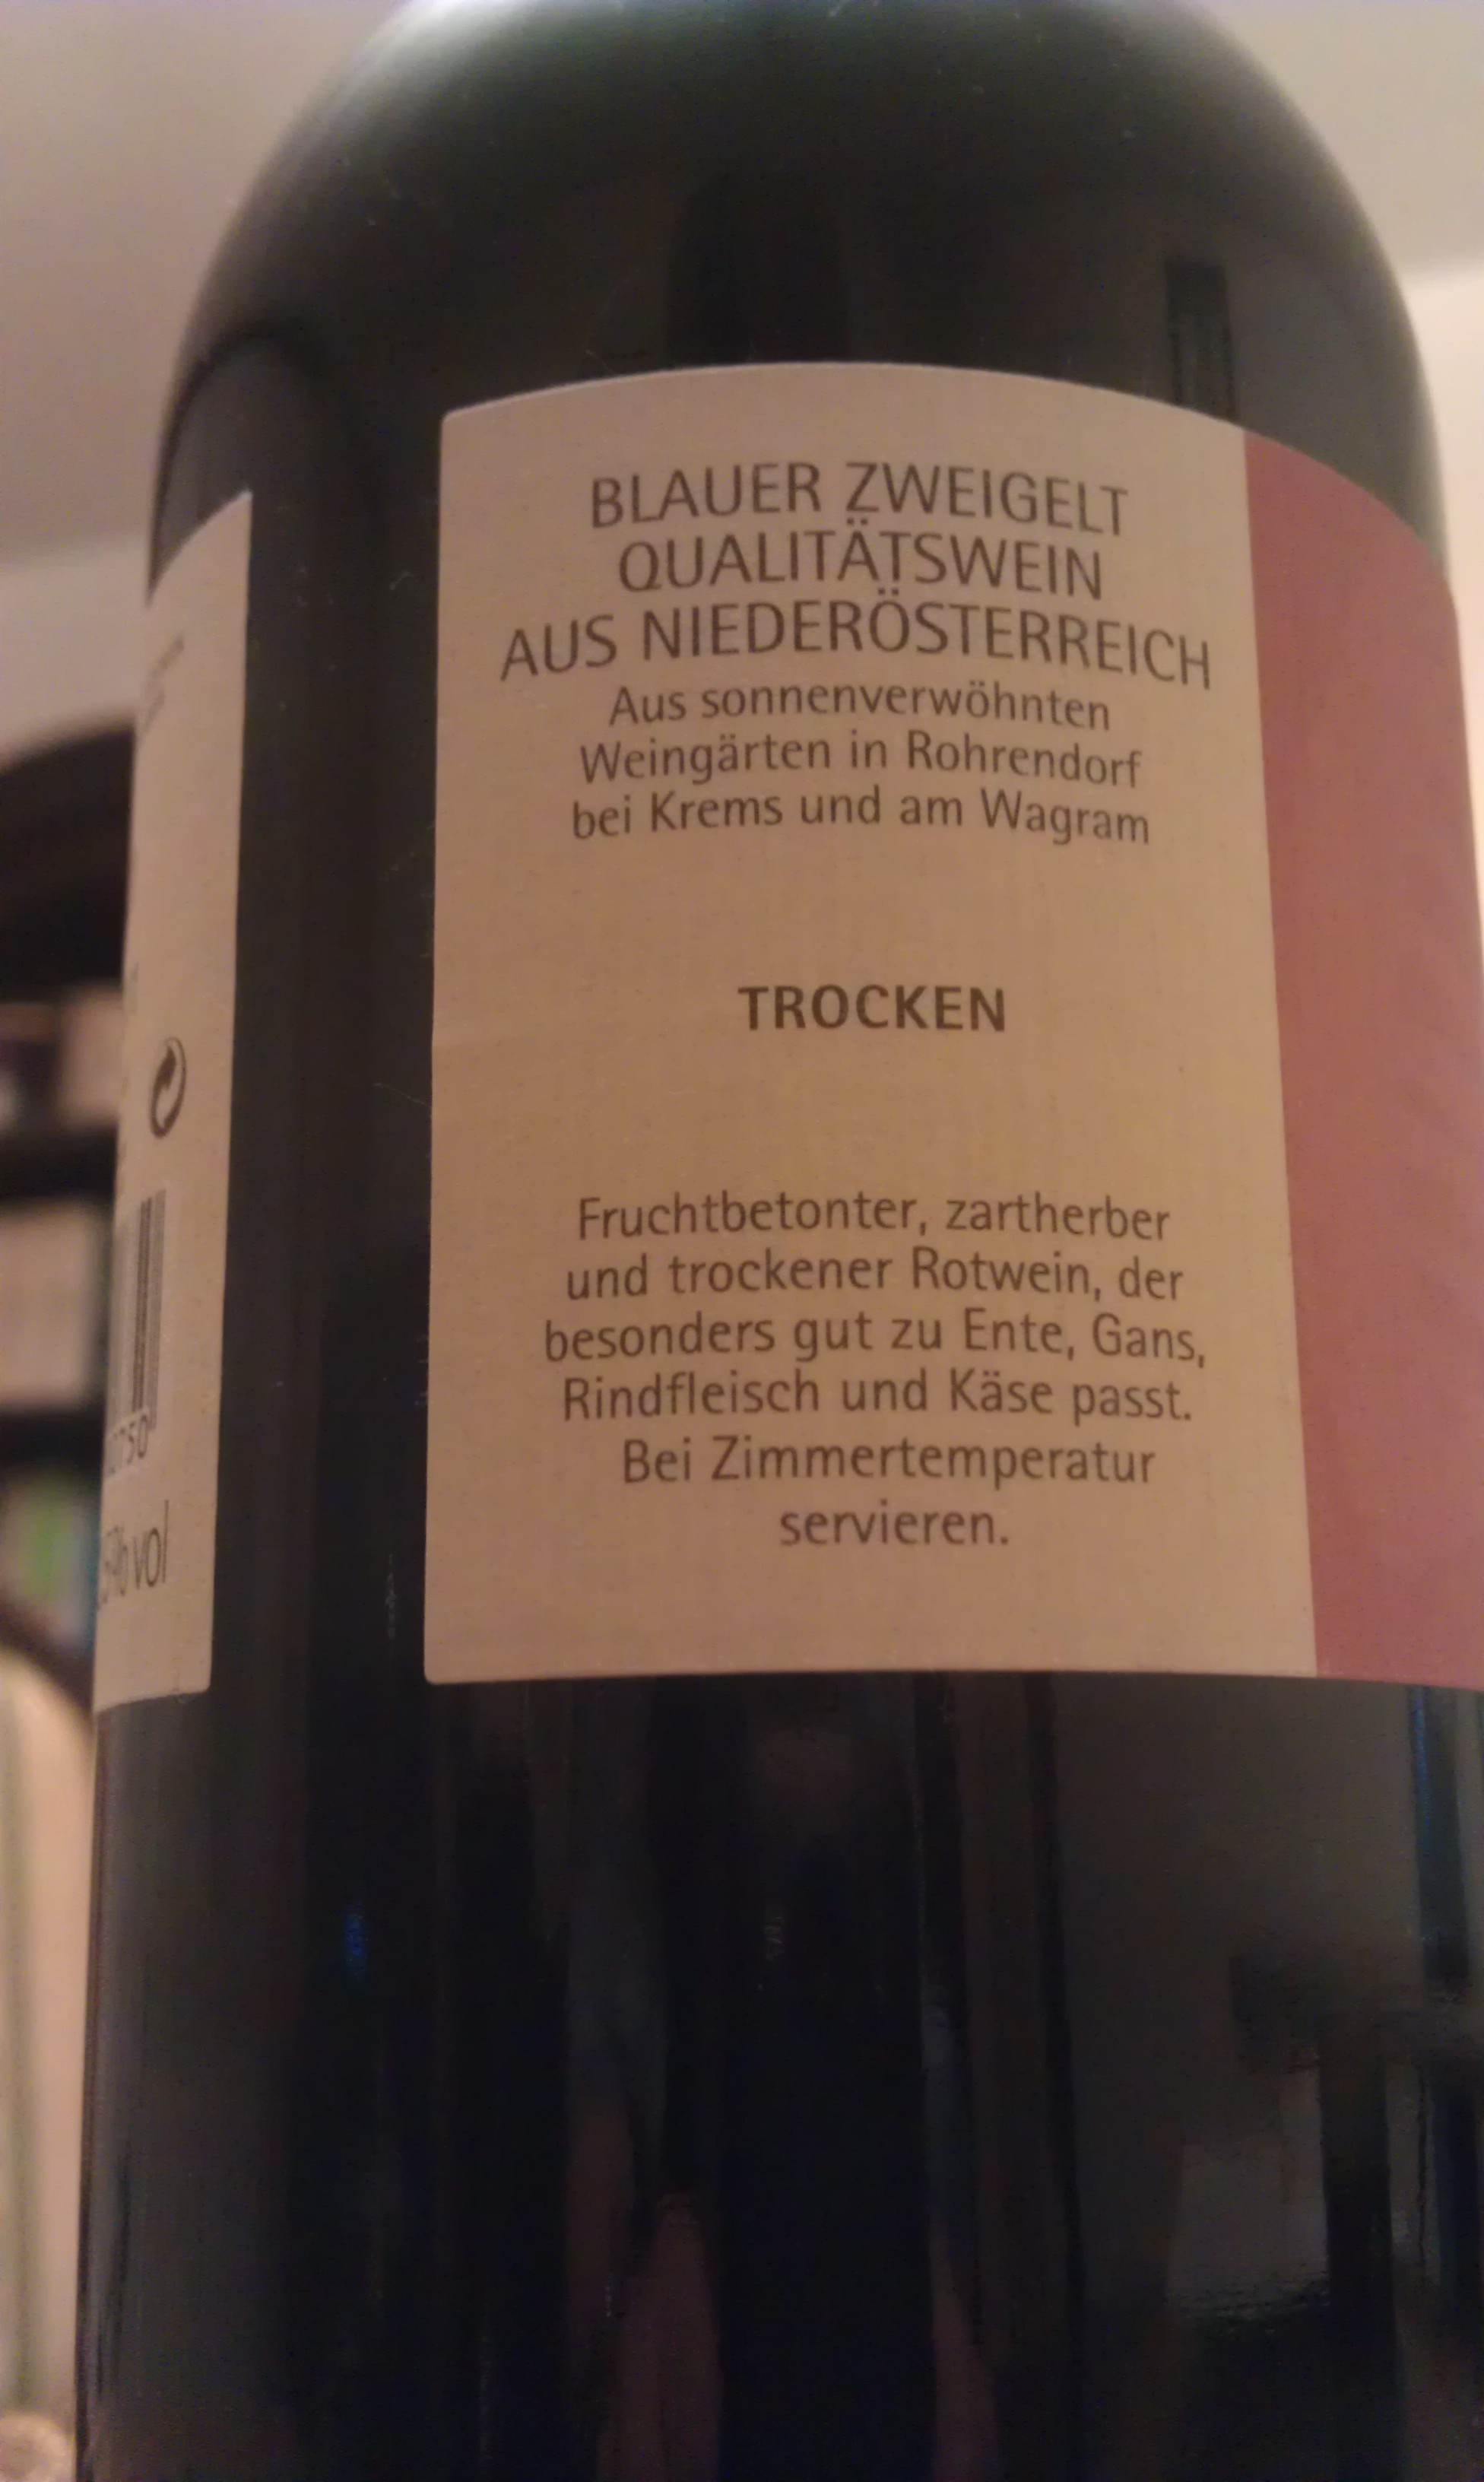 BLAUER ZWEIGELT
QUALITÄTSWEIN
AUS NIEDERÖSTERREICH
Aus sonnenverwöhnten
Weingärten in Rohrendorf
bei Krems und am Wagram
TROCKEN
Fruchtbetonter, zartherber
und trockener Rotwein, der
besonders gut zu Ente, Gans,
Rindfleisch und Käse passt.
Bei Zimmertemperatur
servieren.
vol